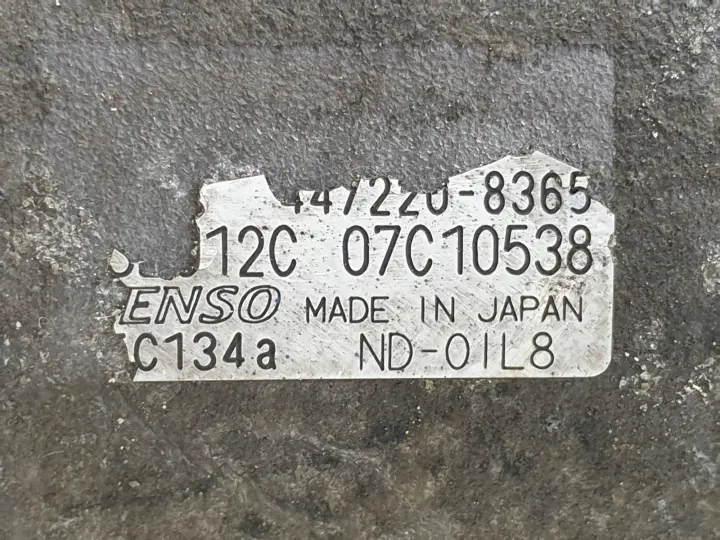 447220-8365
12C 07C10538
ENSO MADE IN JAPAN
C134a ND-OIL8